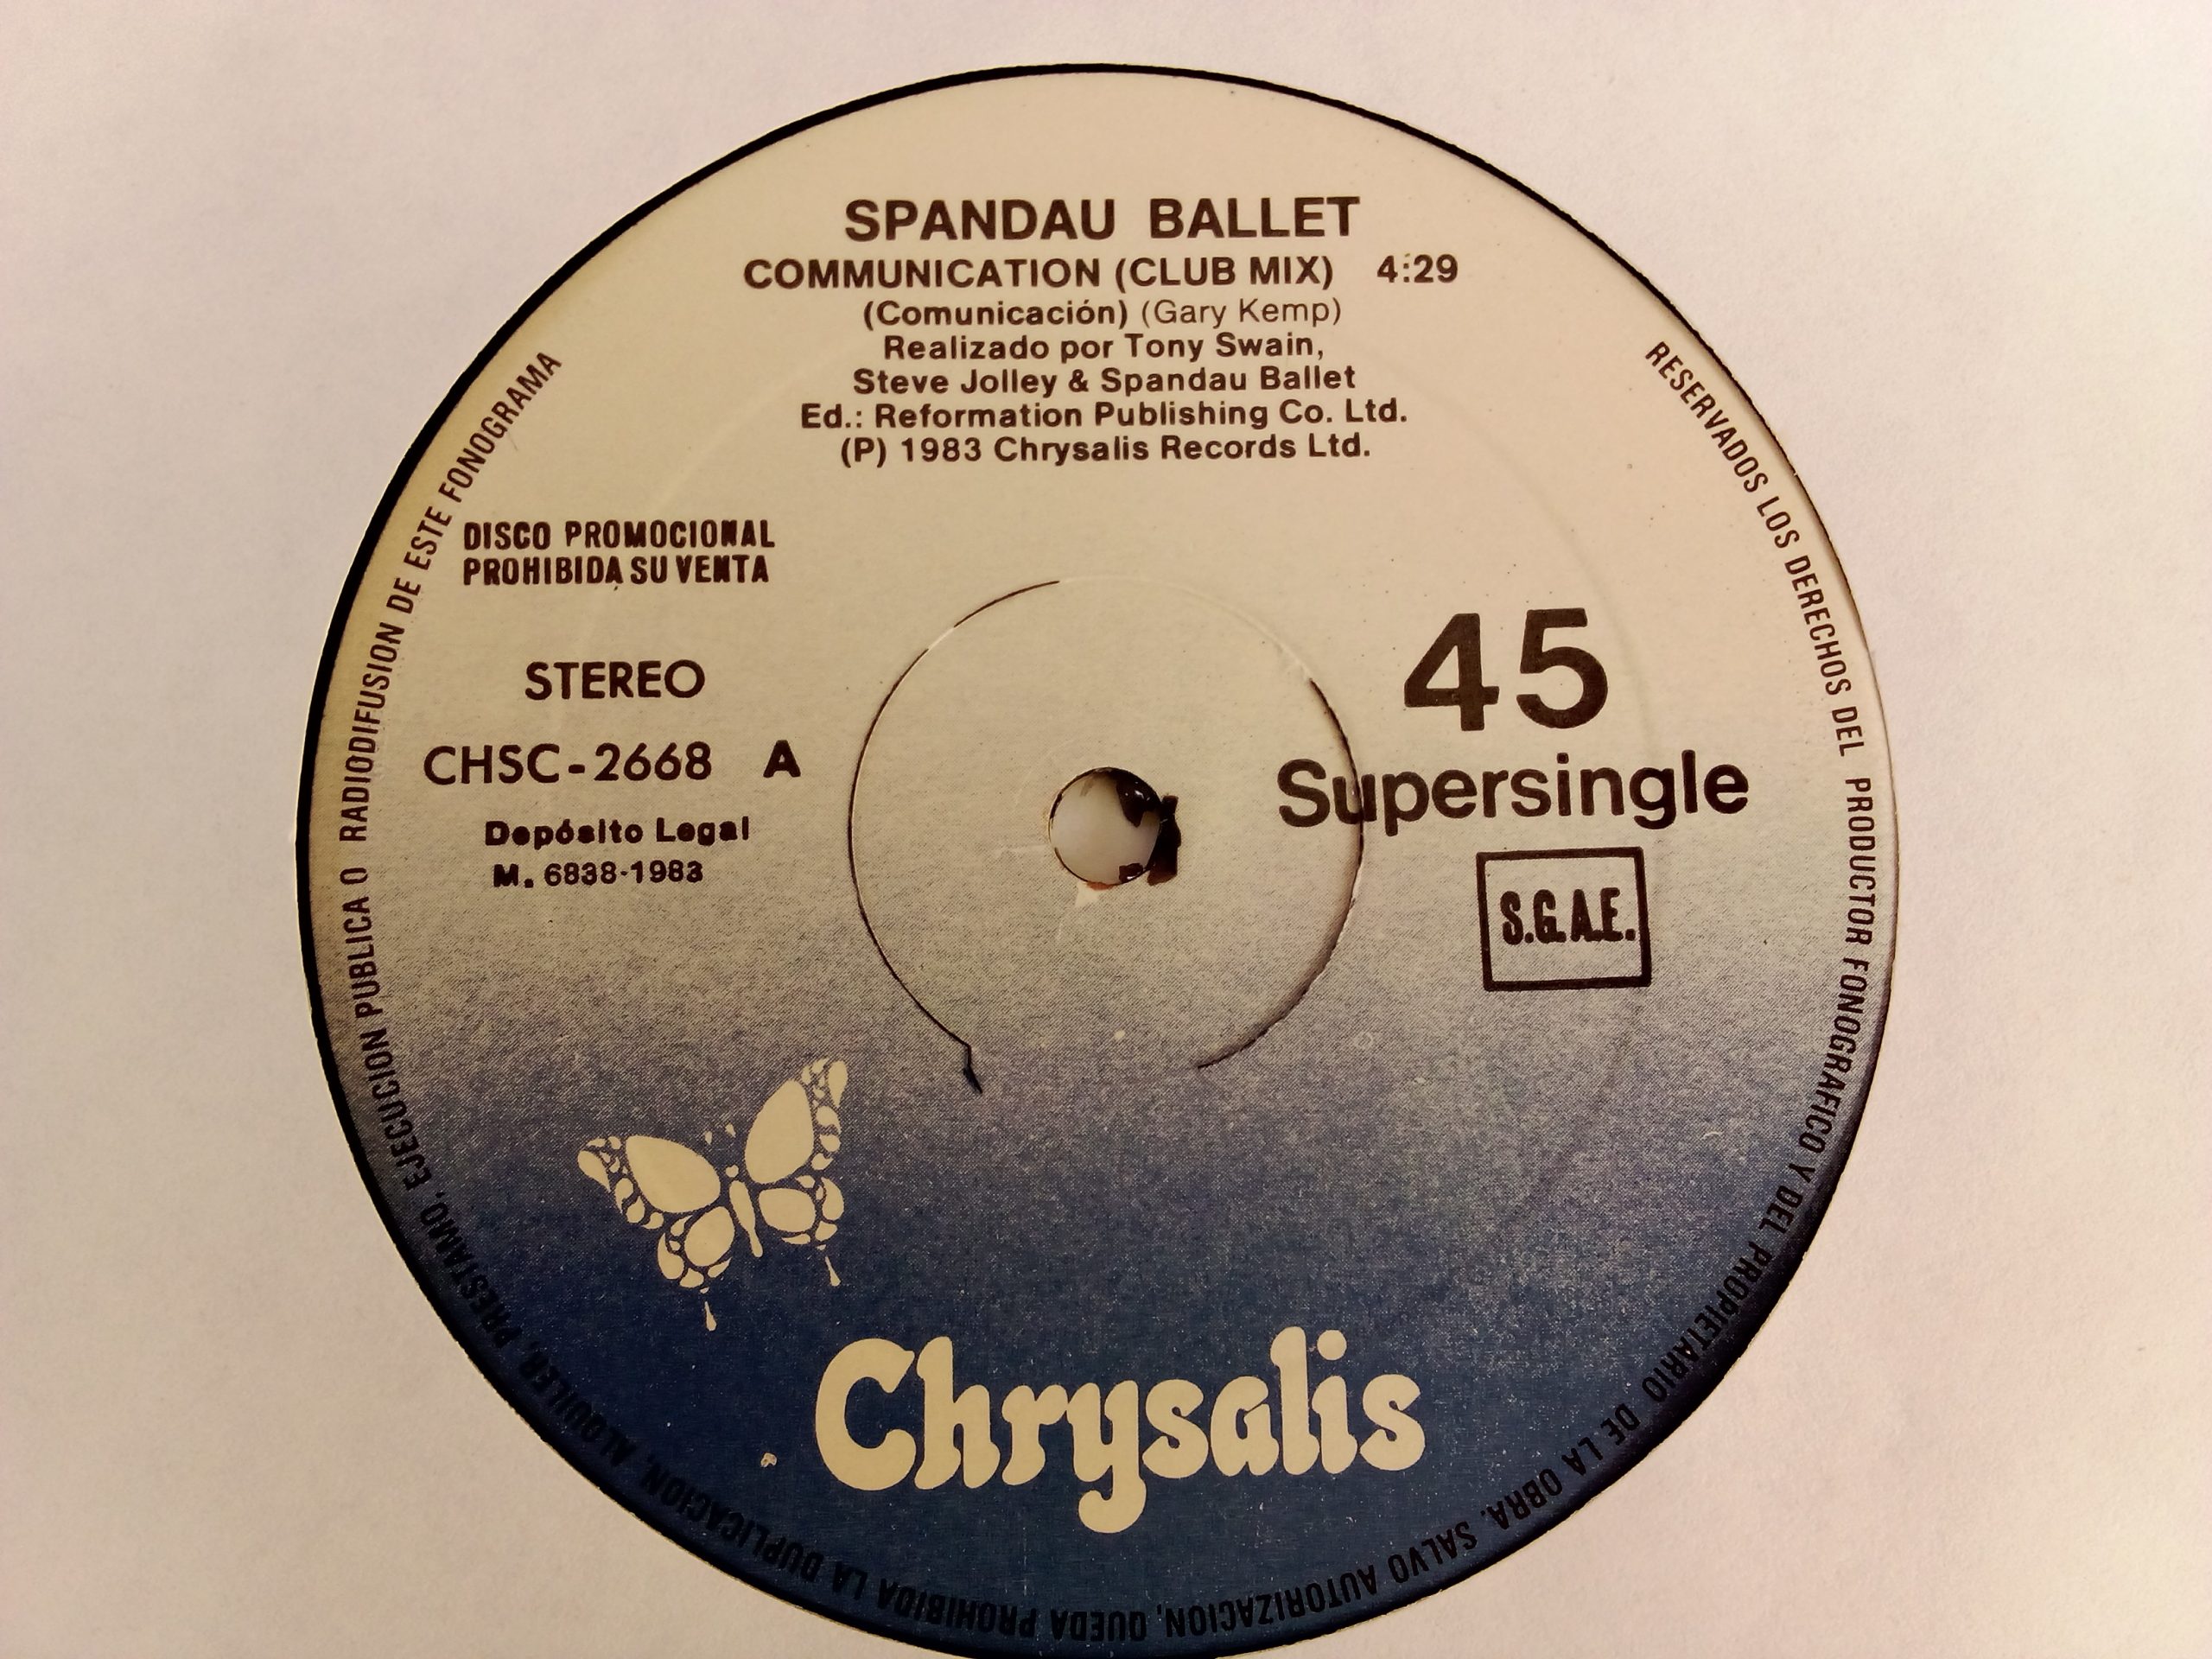 SPANDAU BALLET
COMMUNICATION (CLUB MIX) 4:29
(Comunicación) (Gary Kemp)
Realizado por Tony Swain,
Steve Jolley & Spandau Ballet
Ed.: Reformation Publishing Co. Ltd.
(P) 1983 Chrysalis Records Ltd.
DISCO PROMOCIONAL
PROHIBIDA SU VENTA
STEREO
CHSC-2668 A
Depósito Legal
M. 6838-1983
45
Supersingle
S.G.A.E.
Chrysalis
RESERVADOS LOS DERECHOS DEL PRODUCTOR FONOGRAFICO Y DEL PROPIETARIO DE LA OBRA. SALVO AUTORIZACION, QUEDA PROHIBIDA LA DUPLICACION, ALQUILER, PRESTAMO, EJECUCION PUBLICA O RADIODIFUSION DE ESTE FONOGRAMA